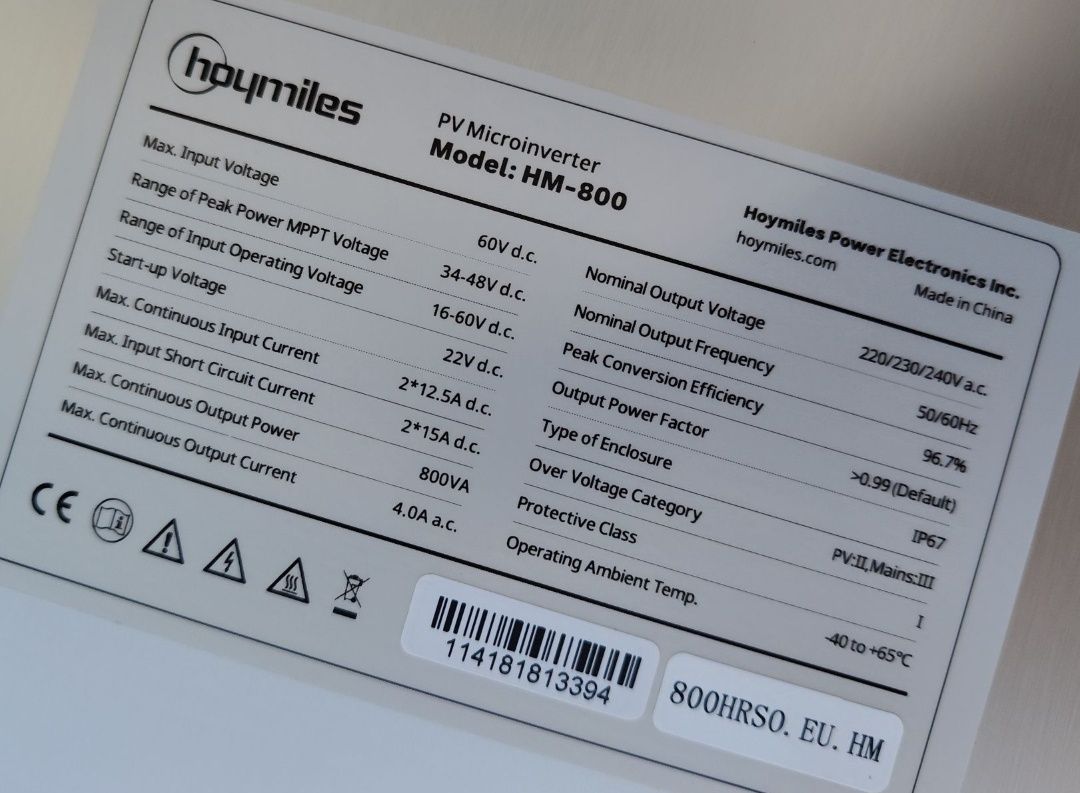 hoymiles
PV Microinverter
Model: HM-800
Hoymiles Power Electronics Inc.
hoymiles.com
Made in China
Max. Input Voltage 60V d.c.
Range of Peak Power MPPT Voltage 34-48V d.c.
Range of Input Operating Voltage 16-60V d.c.
Start-up Voltage 22V d.c.
Max. Continuous Input Current 2*12.5A d.c.
Max. Input Short Circuit Current 2*15A d.c.
Max. Continuous Output Power 800VA
Max. Continuous Output Current 4.0A a.c.
Nominal Output Voltage 220/230/240V a.c.
Nominal Output Frequency 50/60Hz
Peak Conversion Efficiency 96.7%
Output Power Factor >0.99 (Default)
Type of Enclosure IP67
Over Voltage Category PV:II,Mains:III
Protective Class I
Operating Ambient Temp. -40 to +65℃
CE
114181813394
800HRSO. EU. HM